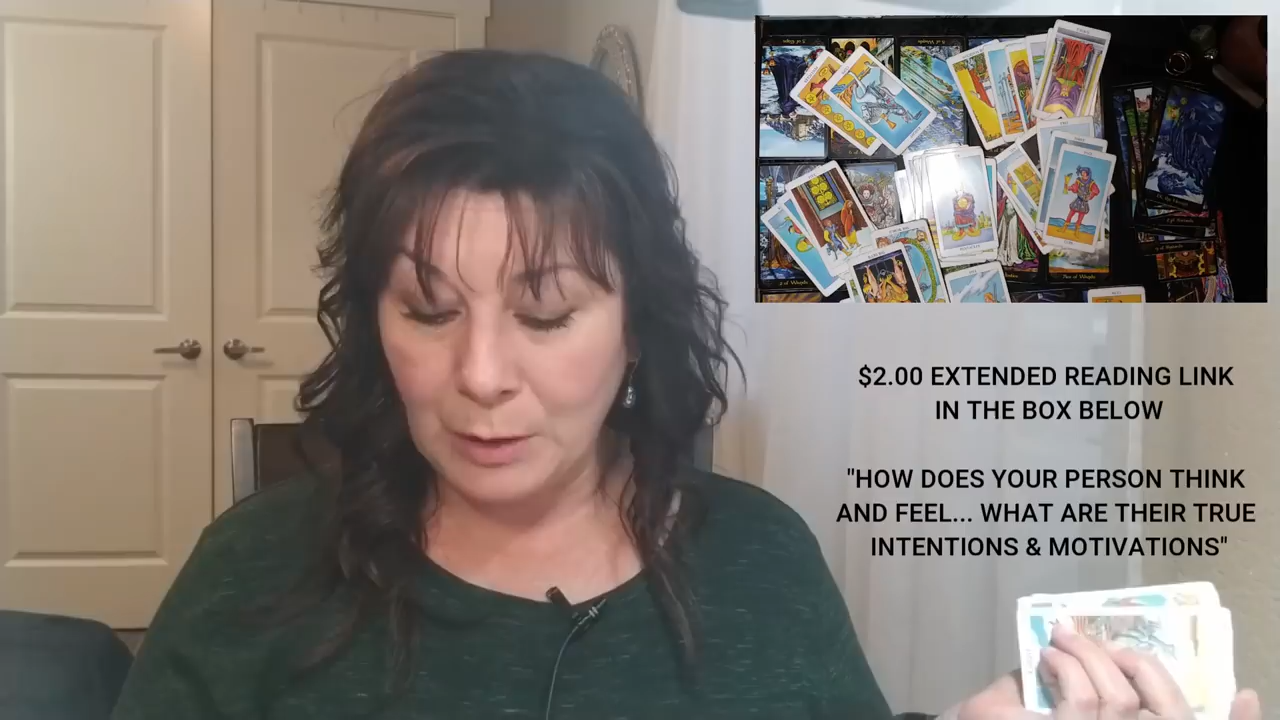 $2.00 EXTENDED READING LINK
IN THE BOX BELOW
"HOW DOES YOUR PERSON THINK
AND FEEL... WHAT ARE THEIR TRUE
INTENTIONS & MOTIVATIONS"